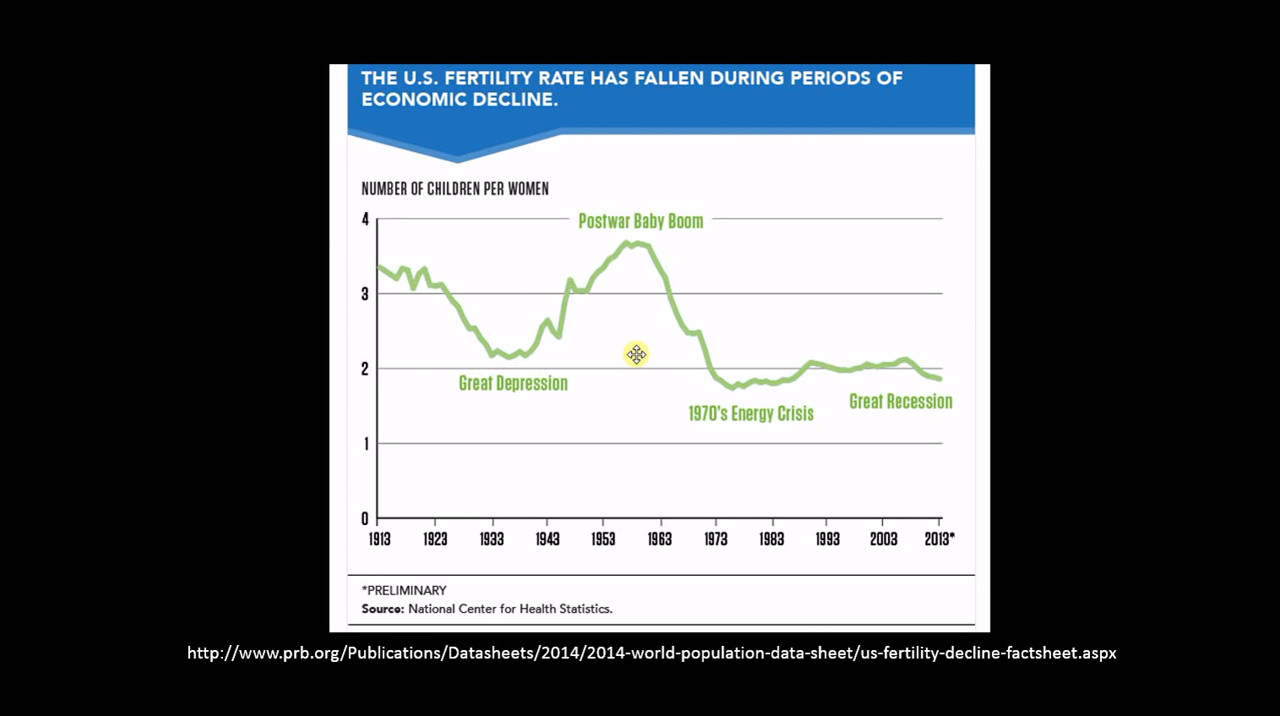 THE U.S. FERTILITY RATE HAS FALLEN DURING PERIODS OF
ECONOMIC DECLINE.
NUMBER OF CHILDREN PER WOMEN
4
Postwar Baby Boom
3
2
Great Depression
1970's Energy Crisis
Great Recession
1
0
1913 1923 1933 1943 1953 1963 1973 1983 1993 2003 2013*
*PRELIMINARY
Source: National Center for Health Statistics.
http://www.prb.org/Publications/Datasheets/2014/2014-world-population-data-sheet/us-fertility-decline-factsheet.aspx